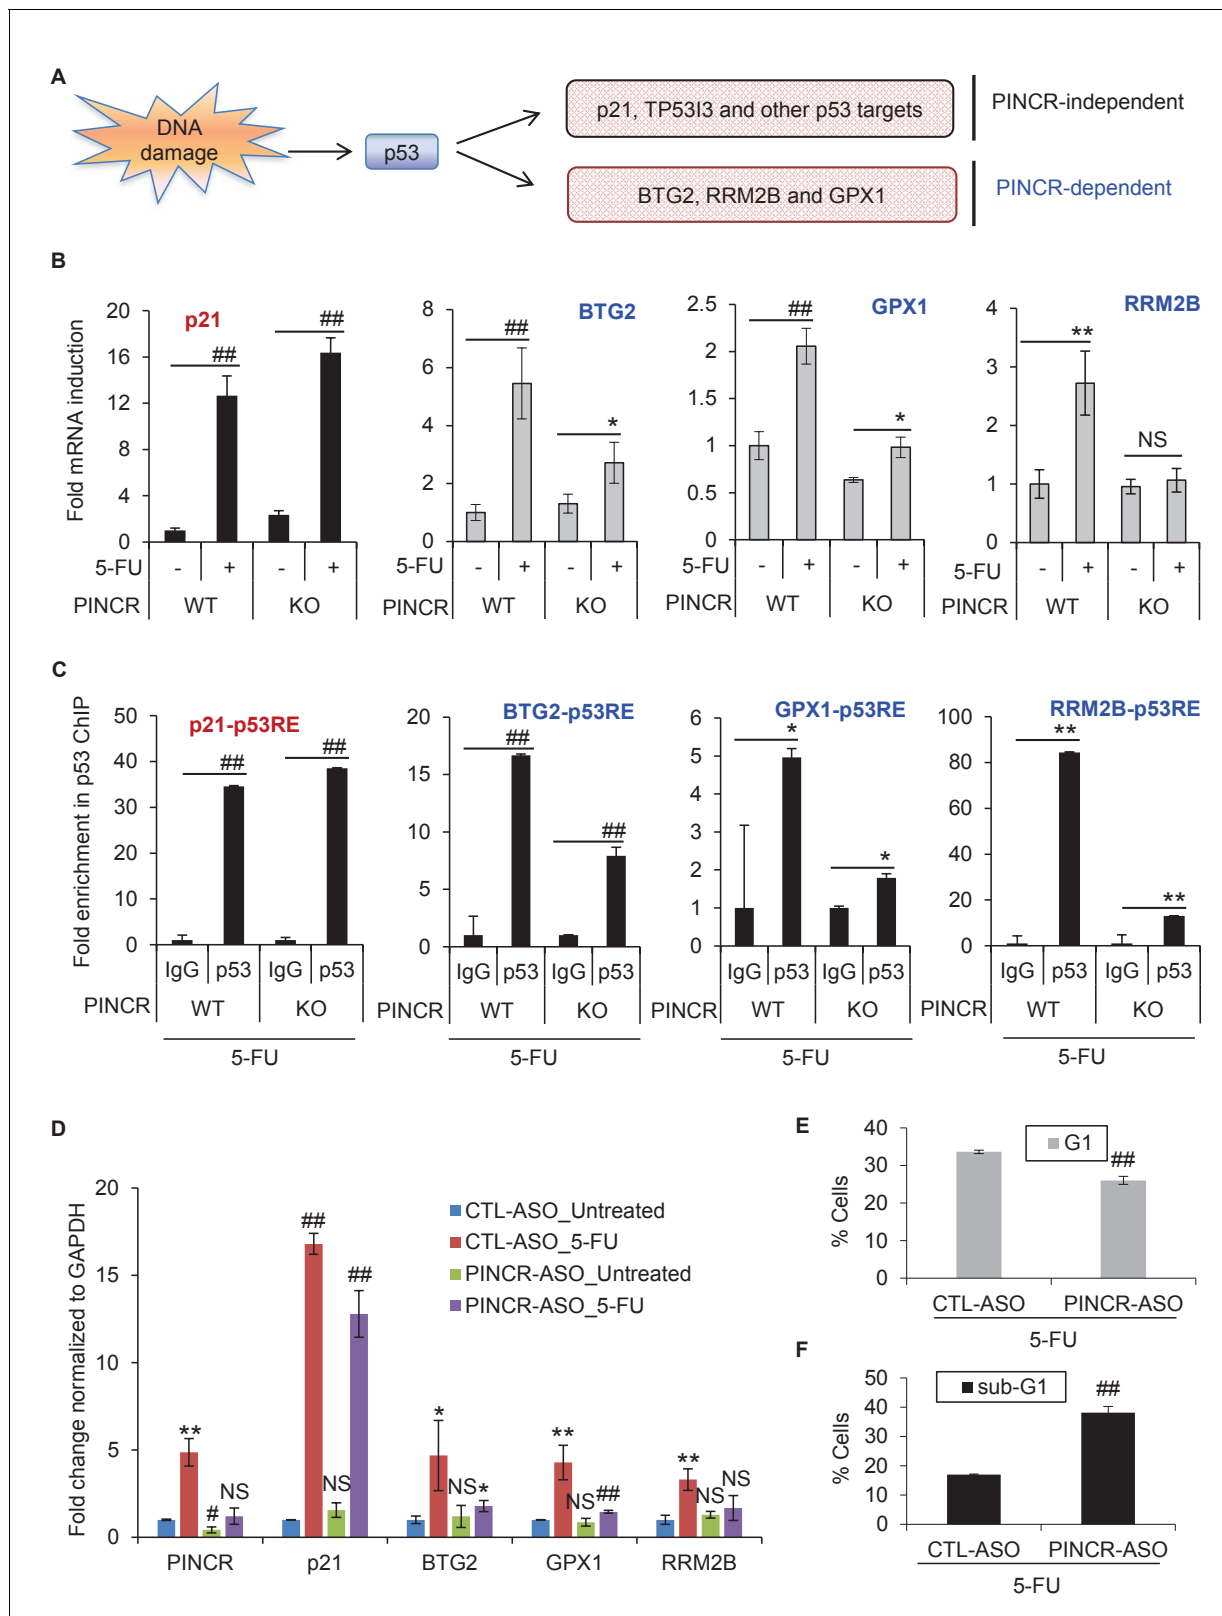 A
DNA
damage
p53
p21, TP53I3 and other p53 targets
PINCR-independent
BTG2, RRM2B and GPX1
PINCR-dependent
B
Fold mRNA induction
20
16
12
8
4
0
p21
##
##
5-FU - + - +
PINCR WT KO
8
6
4
2
0
BTG2
##
*
5-FU - + - +
PINCR WT KO
2.5
2
1.5
1
0.5
0
GPX1
##
*
5-FU - + - +
PINCR WT KO
4
3
2
1
0
RRM2B
**
NS
5-FU - + - +
PINCR WT KO
C
Fold enrichment in p53 ChIP
50
40
30
20
10
0
p21-p53RE
##
##
IgG p53 IgG p53
PINCR WT KO
5-FU
20
15
10
5
0
BTG2-p53RE
##
##
IgG p53 IgG p53
PINCR WT KO
5-FU
6
5
4
3
2
1
0
GPX1-p53RE
*
*
IgG p53 IgG p53
PINCR WT KO
5-FU
100
80
60
40
20
0
RRM2B-p53RE
**
**
IgG p53 IgG p53
PINCR WT KO
5-FU
D
Fold change normalized to GAPDH
20
15
10
5
0
CTL-ASO_Untreated
CTL-ASO_5-FU
PINCR-ASO_Untreated
PINCR-ASO_5-FU
** # NS
## NS ##
* NS *
** NS ##
** NS NS
PINCR p21 BTG2 GPX1 RRM2B
E
% Cells
40
30
20
10
0
G1
##
CTL-ASO PINCR-ASO
5-FU
F
% Cells
50
40
30
20
10
0
sub-G1
##
CTL-ASO PINCR-ASO
5-FU